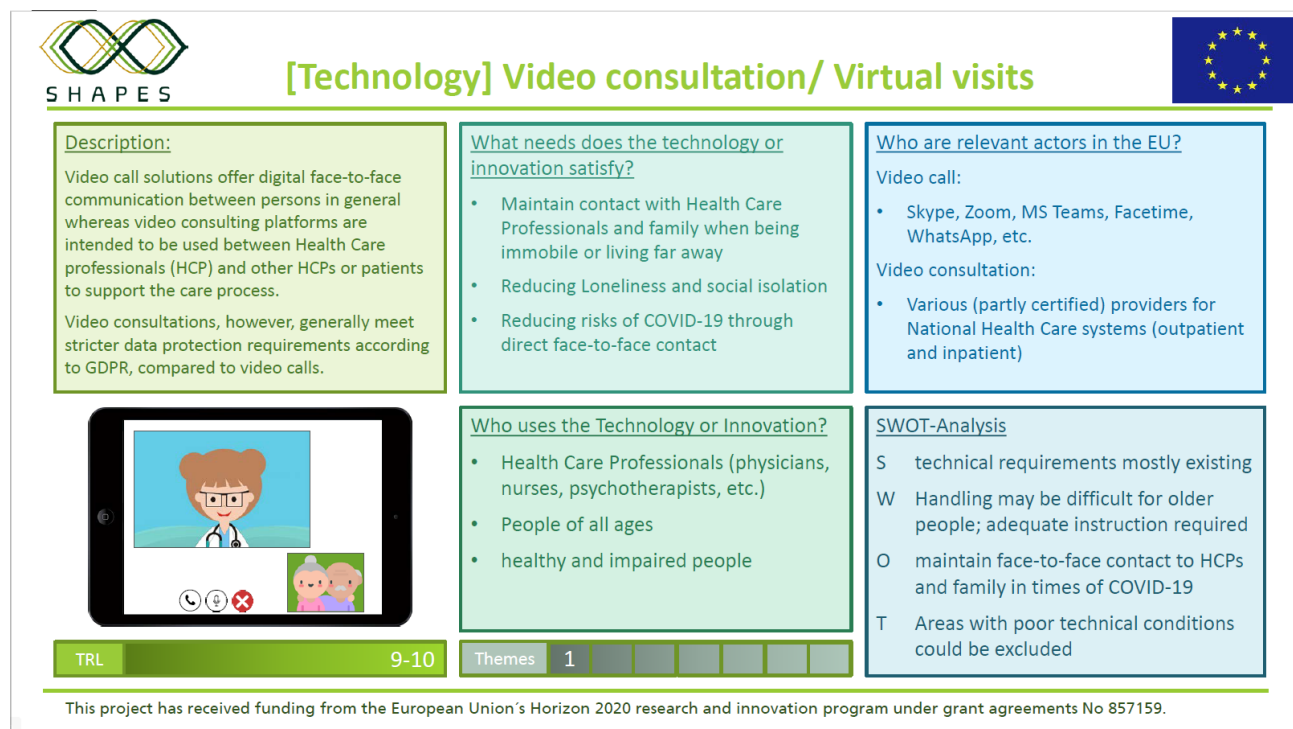 SHAPES
[Technology] Video consultation/ Virtual visits
Description:
Video call solutions offer digital face-to-face
communication between persons in general
whereas video consulting platforms are
intended to be used between Health Care
professionals (HCP) and other HCPs or patients
to support the care process.
Video consultations, however, generally meet
stricter data protection requirements according
to GDPR, compared to video calls.
What needs does the technology or
innovation satisfy?
• Maintain contact with Health Care
Professionals and family when being
immobile or living far away
• Reducing Loneliness and social isolation
• Reducing risks of COVID-19 through
direct face-to-face contact
Who are relevant actors in the EU?
Video call:
• Skype, Zoom, MS Teams, Facetime,
WhatsApp, etc.
Video consultation:
• Various (partly certified) providers for
National Health Care systems (outpatient
and inpatient)
Who uses the Technology or Innovation?
• Health Care Professionals (physicians,
nurses, psychotherapists, etc.)
• People of all ages
• healthy and impaired people
SWOT-Analysis
S technical requirements mostly existing
W Handling may be difficult for older
people; adequate instruction required
O maintain face-to-face contact to HCPs
and family in times of COVID-19
T Areas with poor technical conditions
could be excluded
TRL 9-10
Themes 1
This project has received funding from the European Union´s Horizon 2020 research and innovation program under grant agreements No 857159.